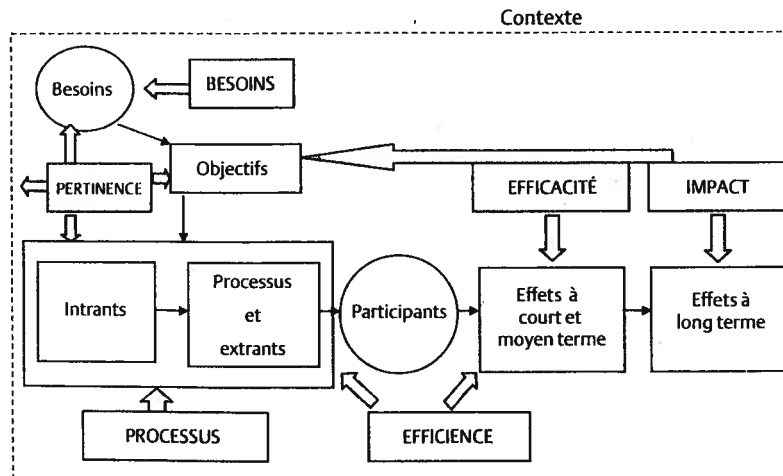 Contexte
Besoins
BESOINS
Objectifs
PERTINENCE
EFFICACITÉ
IMPACT
Intrants
Processus
et
extrants
Participants
Effets à
court et
moyen terme
Effets à
long terme
PROCESSUS
EFFICIENCE